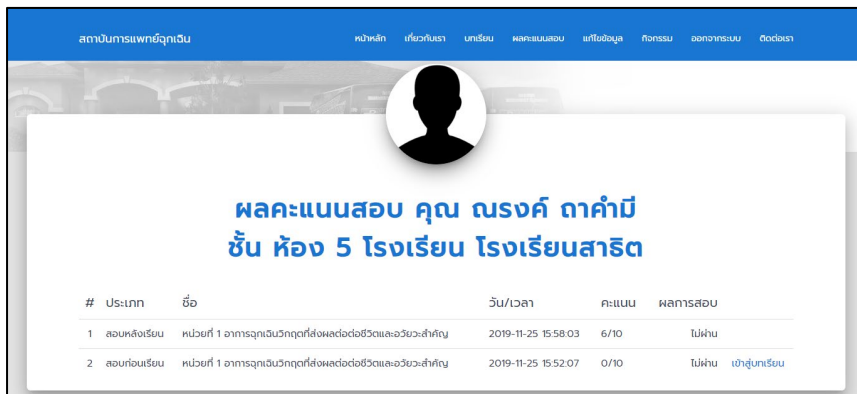 สถาบันการแพทย์ฉุกเฉิน หน้าหลัก เกี่ยวกับเรา บทเรียน ผลคะแนนสอบ แก้ไขข้อมูล กิจกรรม ออกจากระบบ ติดต่อเรา
ผลคะแนนสอบ คุณ ณรงค์ ถาคำมี
ชั้น ห้อง 5 โรงเรียน โรงเรียนสาธิต
# ประเภท ชื่อ วัน/เวลา คะแนน ผลการสอบ
1 สอบหลังเรียน หน่วยที่ 1 อาการฉุกเฉินวิกฤตที่ส่งผลต่อต่อชีวิตและอวัยวะสำคัญ 2019-11-25 15:58:03 6/10 ไม่ผ่าน
2 สอบก่อนเรียน หน่วยที่ 1 อาการฉุกเฉินวิกฤตที่ส่งผลต่อต่อชีวิตและอวัยวะสำคัญ 2019-11-25 15:52:07 0/10 ไม่ผ่าน เข้าสู่บทเรียน